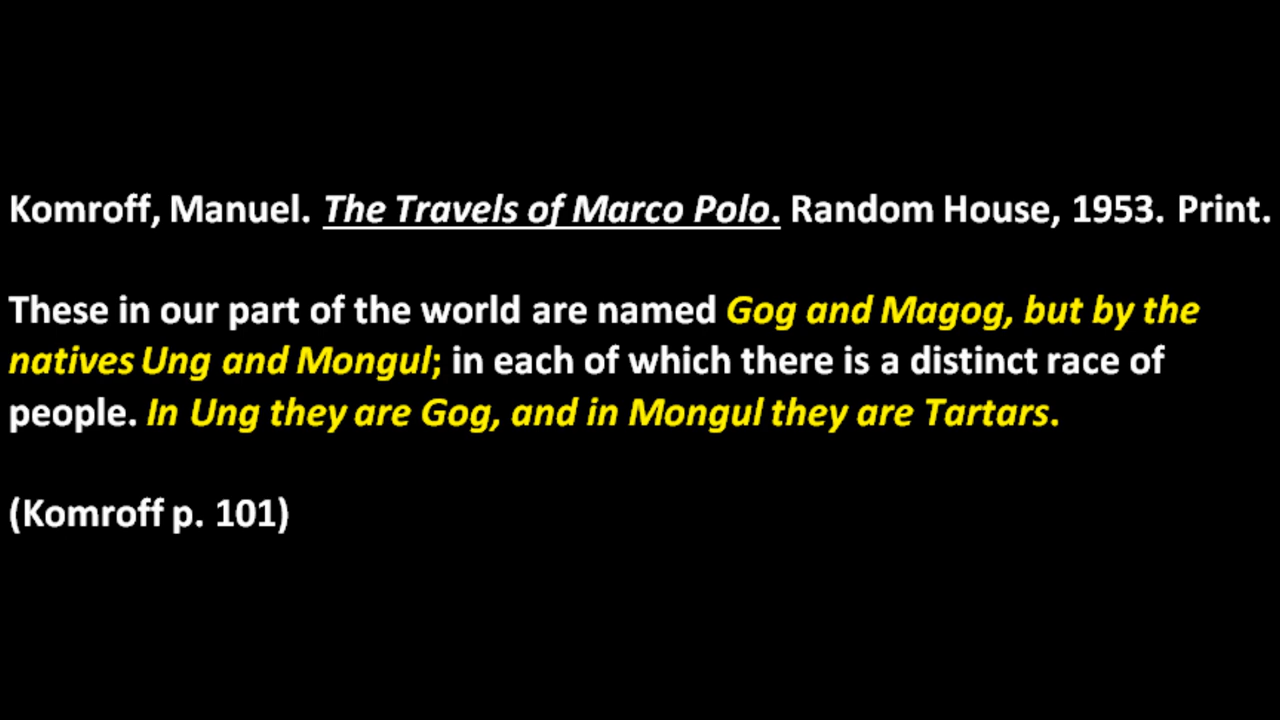 Komroff, Manuel. The Travels of Marco Polo. Random House, 1953. Print.
These in our part of the world are named Gog and Magog, but by the
natives Ung and Mongul; in each of which there is a distinct race of
people. In Ung they are Gog, and in Mongul they are Tartars.
(Komroff p. 101)